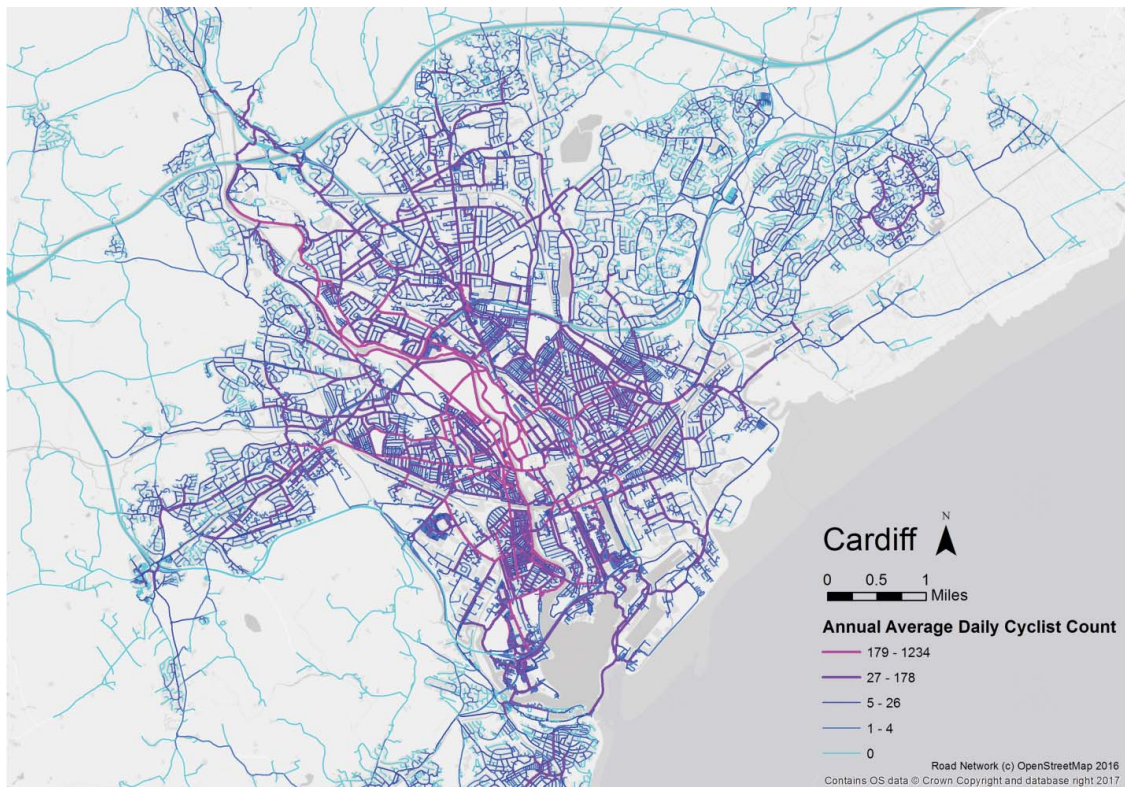 N
Cardiff
0 0.5 1
Miles
Annual Average Daily Cyclist Count
179 - 1234
27 - 178
5 - 26
1 - 4
0
Road Network (c) OpenStreetMap 2016
Contains OS data © Crown Copyright and database right 2017